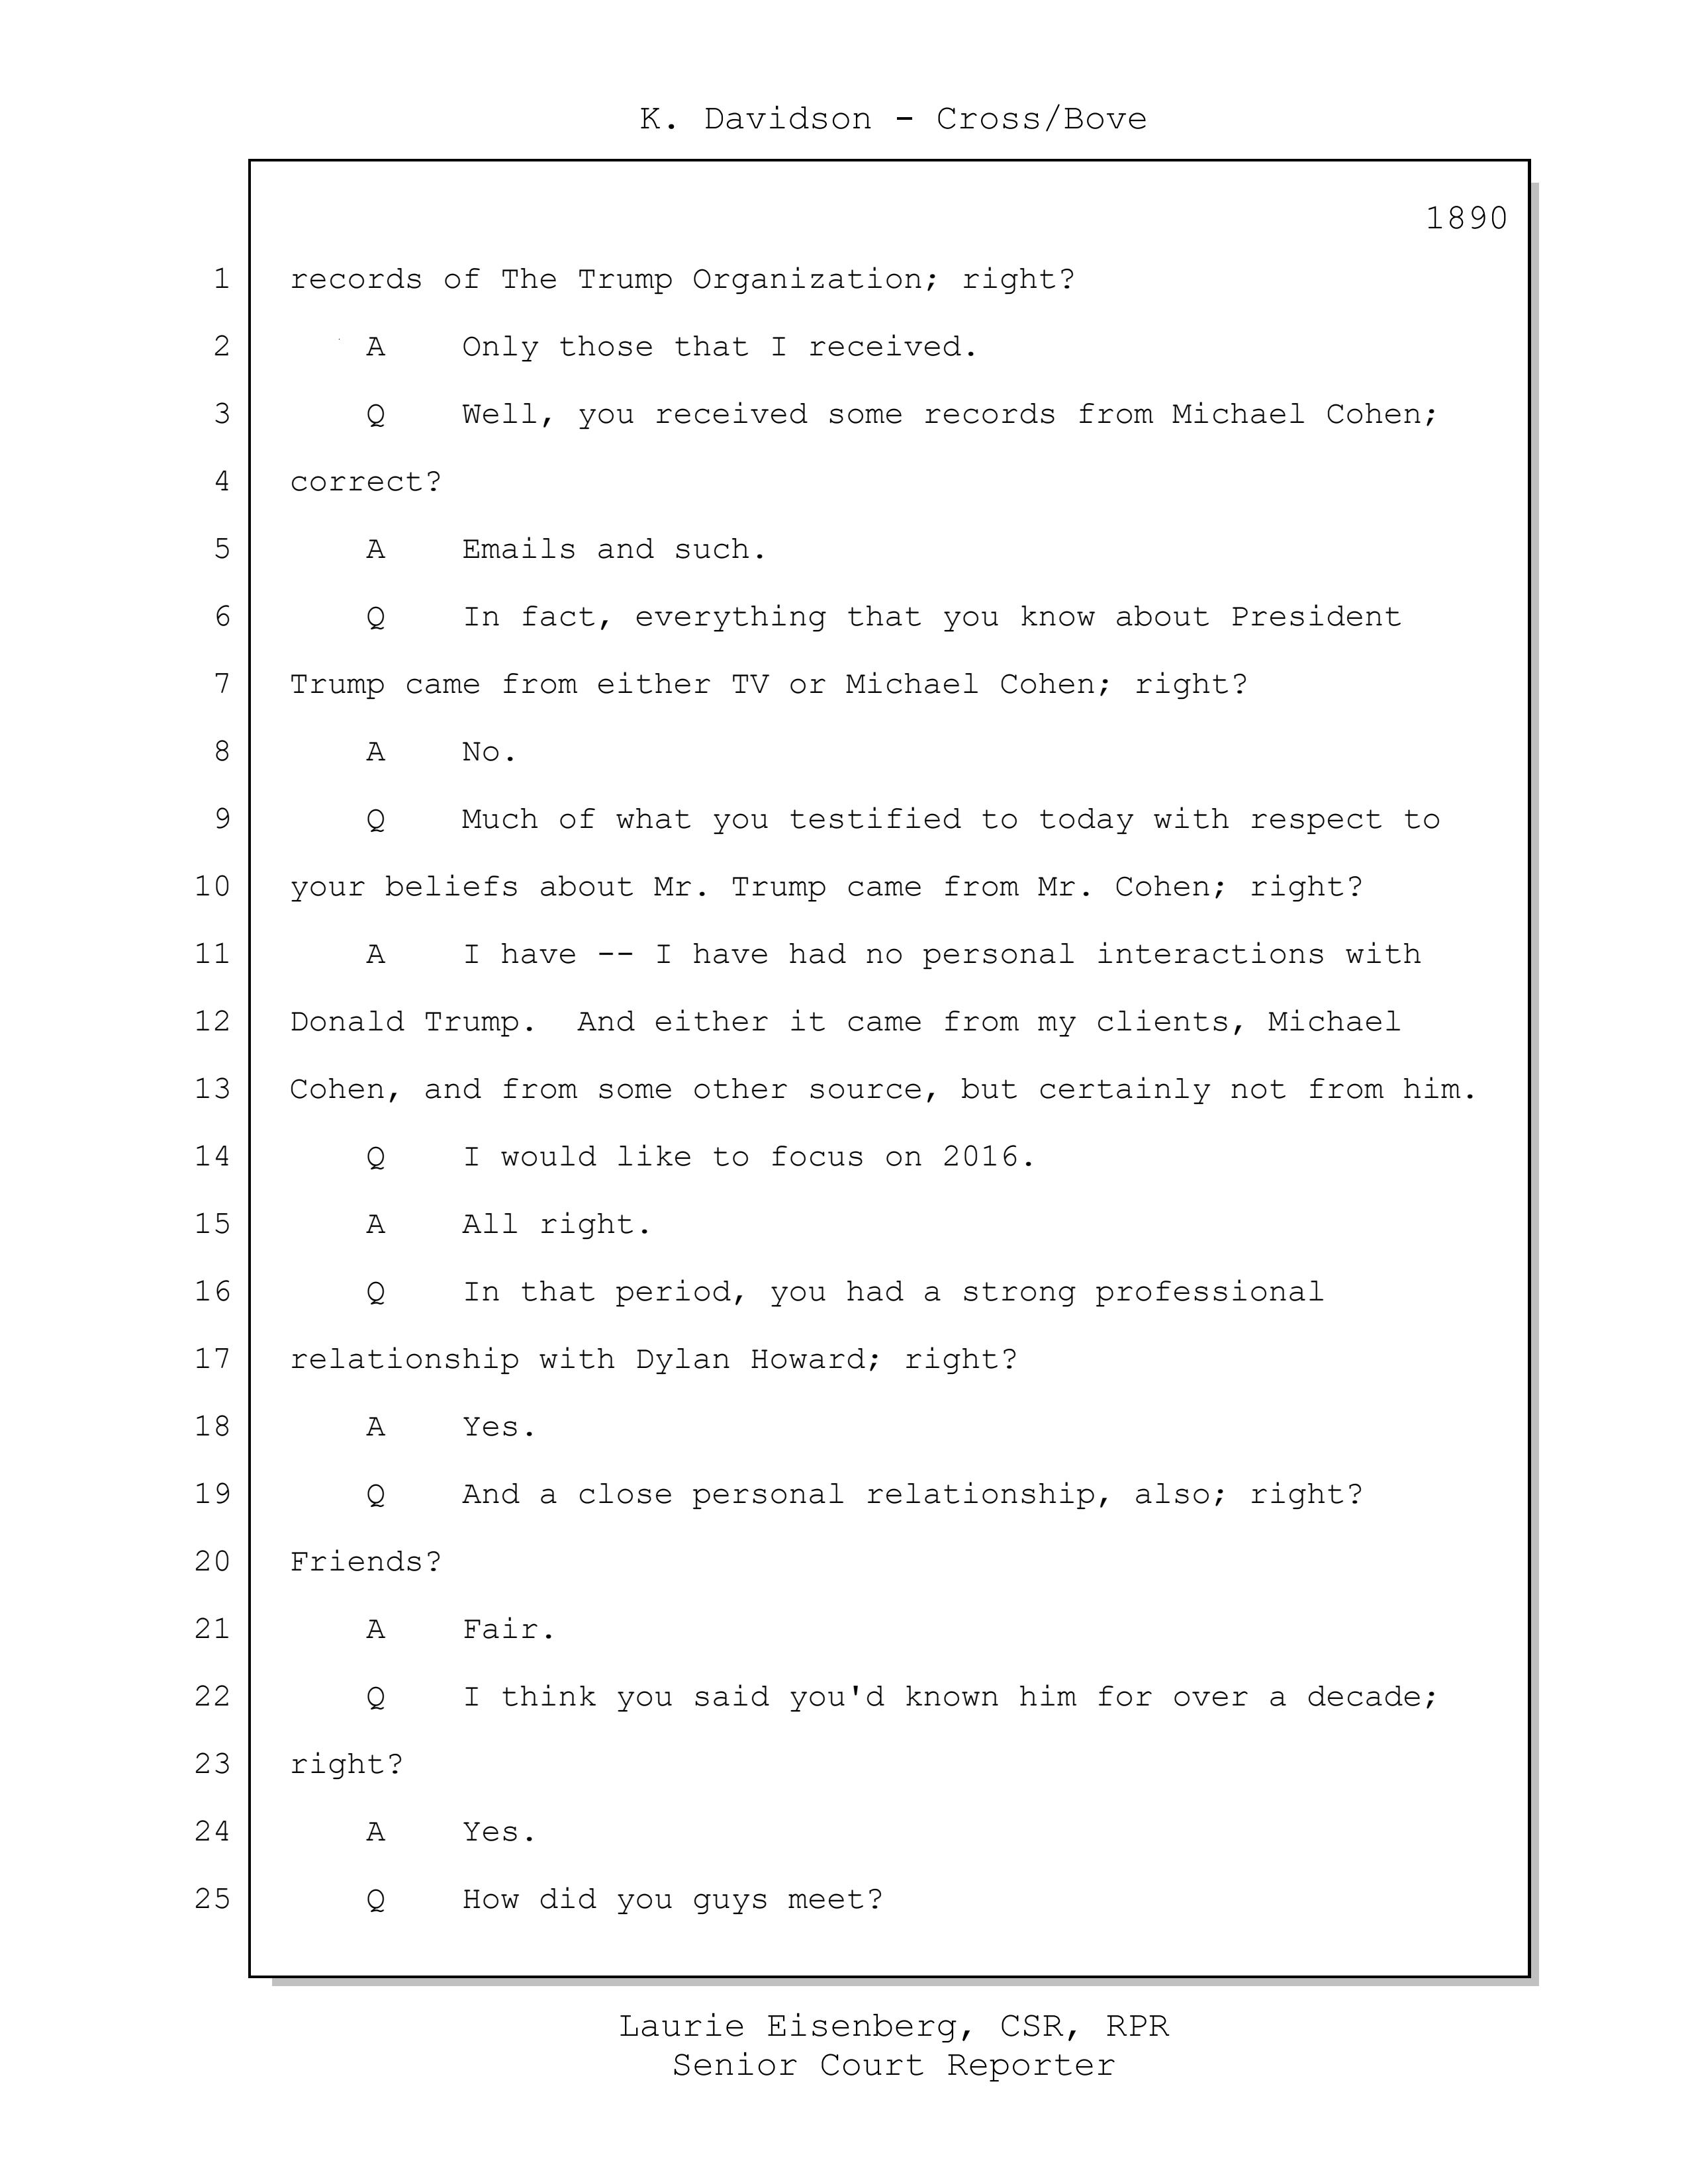 K. Davidson - Cross/Bove
1890
1 records of The Trump Organization; right?
2 A Only those that I received.
3 Q Well, you received some records from Michael Cohen;
4 correct?
5 A Emails and such.
6 Q In fact, everything that you know about President
7 Trump came from either TV or Michael Cohen; right?
8 A No.
9 Q Much of what you testified to today with respect to
10 your beliefs about Mr. Trump came from Mr. Cohen; right?
11 A I have -- I have had no personal interactions with
12 Donald Trump. And either it came from my clients, Michael
13 Cohen, and from some other source, but certainly not from him.
14 Q I would like to focus on 2016.
15 A All right.
16 Q In that period, you had a strong professional
17 relationship with Dylan Howard; right?
18 A Yes.
19 Q And a close personal relationship, also; right?
20 Friends?
21 A Fair.
22 Q I think you said you'd known him for over a decade;
23 right?
24 A Yes.
25 Q How did you guys meet?
Laurie Eisenberg, CSR, RPR
Senior Court Reporter